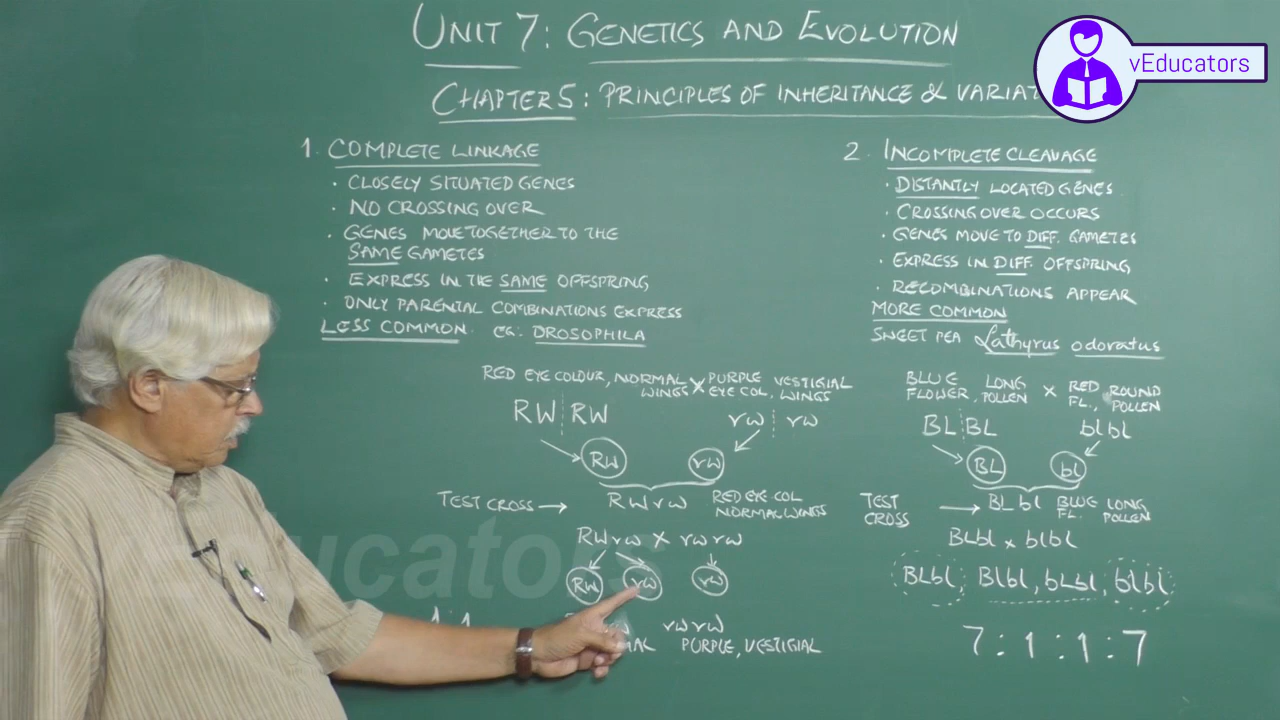 UNIT 7: GENETICS AND EVOLUTION
vEducators
CHAPTER 5: PRINCIPLES OF INHERITANCE & VARIAT
1. COMPLETE LINKAGE
· CLOSELY SITUATED GENES
· NO CROSSING OVER
· GENES MOVE TOGETHER TO THE
SAME GAMETES
· EXPRESS IN THE SAME OFFSPRING
· ONLY PARENTAL COMBINATIONS EXPRESS
LESS COMMON eg: DROSOPHILA
RED EYE COLOUR, NORMAL WINGS X PURPLE EYE COL, VESTIGIAL WINGS
RW RW rw rw
RW rw
TEST CROSS → RWrw RED EYE COL
NORMAL WINGS
RWrw X rwrw
RW rw rw
1:1
rwrw
PURPLE, VESTIGIAL
2. INCOMPLETE CLEAVAGE
· DISTANTLY LOCATED GENES
· CROSSING OVER OCCURS
· GENES MOVE TO DIFF. GAMETES
· EXPRESS IN DIFF. OFFSPRING
· RECOMBINATIONS APPEAR
MORE COMMON
SWEET PEA Lathyrus odoratus
BLUE FLOWER, LONG POLLEN X RED FL., ROUND POLLEN
BL BL blbl
BL bl
TEST CROSS → BLbl BLUE FL. LONG POLLEN
BLbl x blbl
BLbl, Blbl, bLbl, blbl
7:1:1:7
Educators